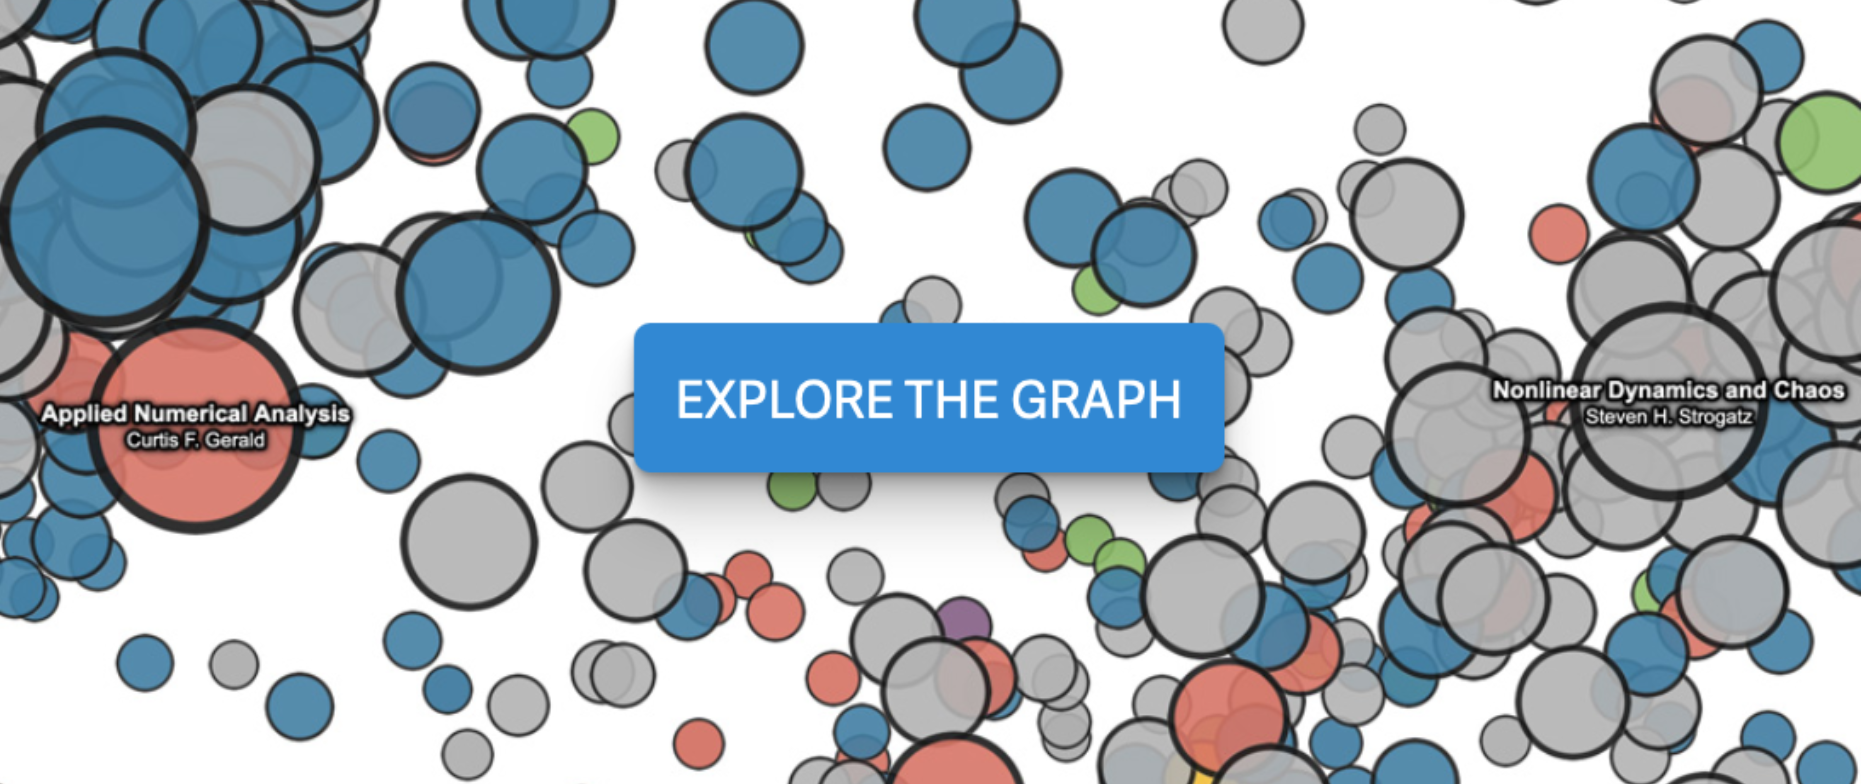 EXPLORE THE GRAPH
Applied Numerical Analysis
Curtis F. Gerald
Nonlinear Dynamics and Chaos
Steven H. Strogatz